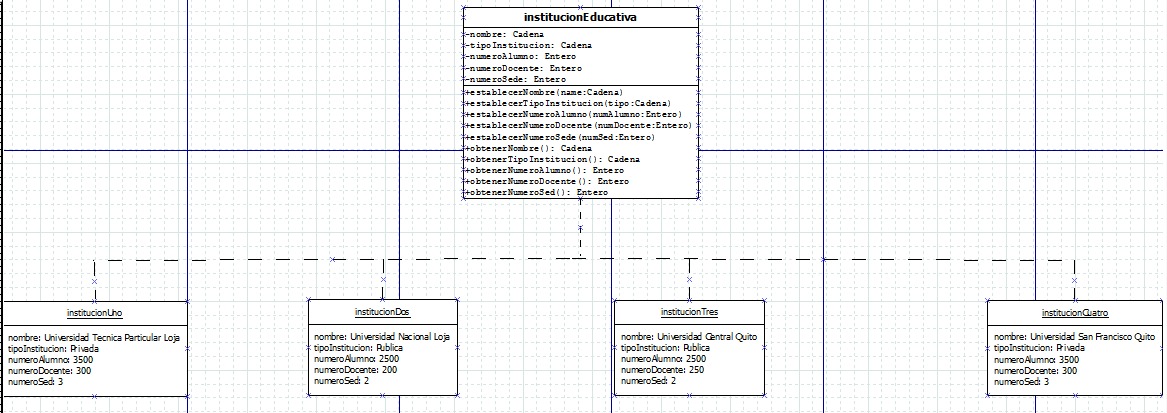 institucionEducativa
-nombre: Cadena
-tipoInstitucion: Cadena
-numeroAlumno: Entero
-numeroDocente: Entero
-numeroSede: Entero
+establecerNombre(name:Cadena)
+establecerTipoInstitucion(tipo:Cadena)
+establecerNumeroAlumno(numAlumno:Entero)
+establecerNumeroDocente(numDocente:Entero)
+establecerNumeroSede(numSed:Entero)
+obtenerNombre(): Cadena
+obtenerTipoInstitucion(): Cadena
+obtenerNumeroAlumno(): Entero
+obtenerNumeroDocente(): Entero
+obtenerNumeroSed(): Entero
institucionUno
nombre: Universidad Tecnica Particular Loja
tipoInstitucion: Privada
numeroAlumno: 3500
numeroDocente: 300
numeroSed: 3
institucionDos
nombre: Universidad Nacional Loja
tipoInstitucion: Publica
numeroAlumno: 2500
numeroDocente: 200
numeroSed: 2
institucionTres
nombre: Universidad Central Quito
tipoInstitucion: Publica
numeroAlumno: 2500
numeroDocente: 250
numeroSed: 2
institucionCuatro
nombre: Universidad San Francisco Quito
tipoInstitucion: Privada
numeroAlumno: 3500
numeroDocente: 300
numeroSed: 3